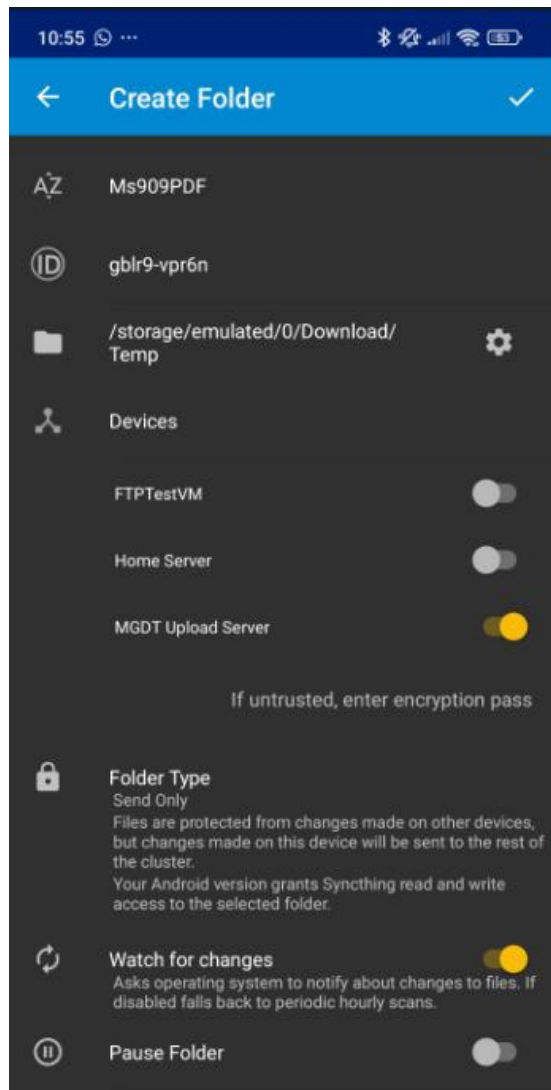 10:55 ...
53
Create Folder
AZ
Ms909PDF
ID
gblr9-vpr6n
/storage/emulated/0/Download/
Temp
Devices
FTPTestVM
Home Server
MGDT Upload Server
If untrusted, enter encryption pass
Folder Type
Send Only
Files are protected from changes made on other devices,
but changes made on this device will be sent to the rest of
the cluster.
Your Android version grants Syncthing read and write
access to the selected folder.
Watch for changes
Asks operating system to notify about changes to files. If
disabled falls back to periodic hourly scans.
Pause Folder